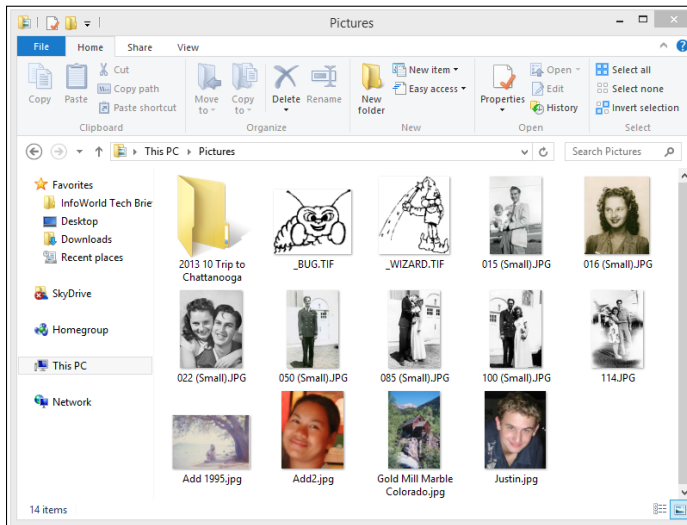 Pictures
File Home Share View
Copy
Paste
Cut
Copy path
Paste shortcut
Clipboard
Move to
Copy to
Delete
Rename
Organize
New folder
New item
Easy access
New
Properties
Open
Edit
History
Open
Select all
Select none
Invert selection
Select
This PC Pictures
Search Pictures
Favorites
InfoWorld Tech Brie
Desktop
Downloads
Recent places
SkyDrive
Homegroup
This PC
Network
2013 10 Trip to
Chattanooga
_BUG.TIF
_WIZARD.TIF
015 (Small).JPG
016 (Small).JPG
022 (Small).JPG
050 (Small).JPG
085 (Small).JPG
100 (Small).JPG
114.JPG
Add 1995.jpg
Add2.jpg
Gold Mill Marble
Colorado.jpg
Justin.jpg
14 items